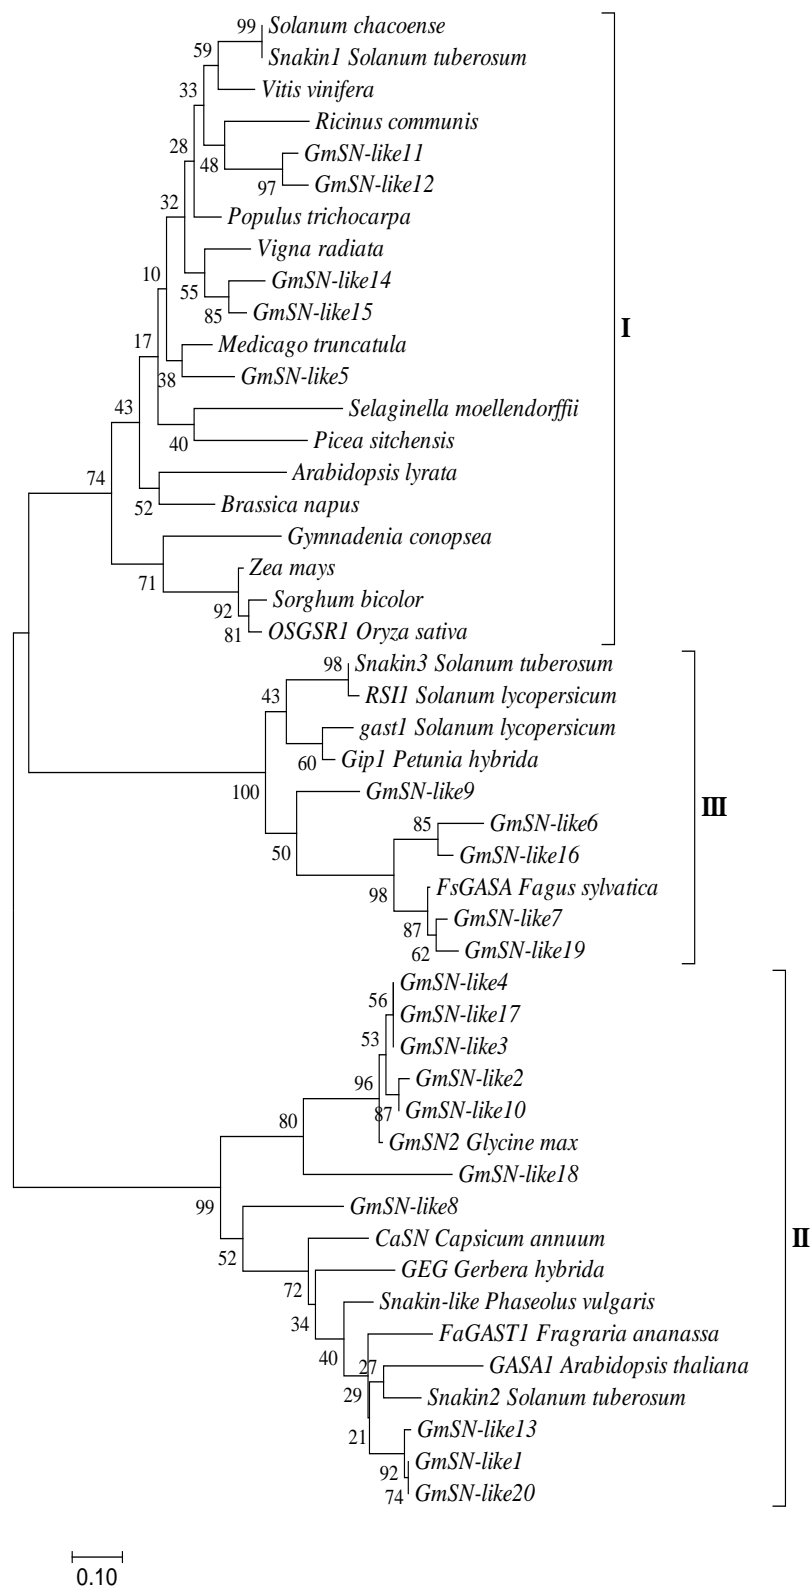 99 Solanum chacoense
Snakin1 Solanum tuberosum
59
Vitis vinifera
33
Ricinus communis
28
48
GmSN-like11
97
GmSN-like12
32
Populus trichocarpa
Vigna radiata
10
55
GmSN-like14
85
GmSN-like15
I
17
Medicago truncatula
38
GmSN-like5
43
Selaginella moellendorffii
40
Picea sitchensis
74
Arabidopsis lyrata
52
Brassica napus
Gymnadenia conopsea
71
Zea mays
92
Sorghum bicolor
81
OSGSR1 Oryza sativa
98
Snakin3 Solanum tuberosum
43
RSI1 Solanum lycopersicum
gast1 Solanum lycopersicum
60
Gip1 Petunia hybrida
100
GmSN-like9
III
85
GmSN-like6
50
GmSN-like16
98
FsGASA Fagus sylvatica
87
GmSN-like7
62
GmSN-like19
GmSN-like4
56
GmSN-like17
53
GmSN-like3
96
GmSN-like2
87
GmSN-like10
80
GmSN2 Glycine max
GmSN-like18
99
GmSN-like8
II
52
CaSN Capsicum annuum
72
GEG Gerbera hybrida
34
Snakin-like Phaseolus vulgaris
40
FaGAST1 Fragraria ananassa
27
GASA1 Arabidopsis thaliana
29
Snakin2 Solanum tuberosum
21
GmSN-like13
92
GmSN-like1
74
GmSN-like20
0.10